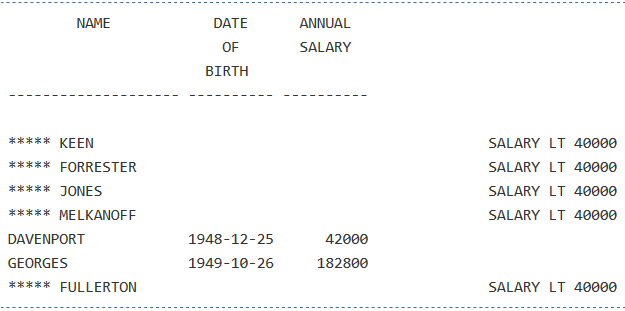 NAME DATE ANNUAL
OF SALARY
BIRTH
-------------------- ---------- ----------
***** KEEN SALARY LT 40000
***** FORRESTER SALARY LT 40000
***** JONES SALARY LT 40000
***** MELKANOFF SALARY LT 40000
DAVENPORT 1948-12-25 42000
GEORGES 1949-10-26 182800
***** FULLERTON SALARY LT 40000